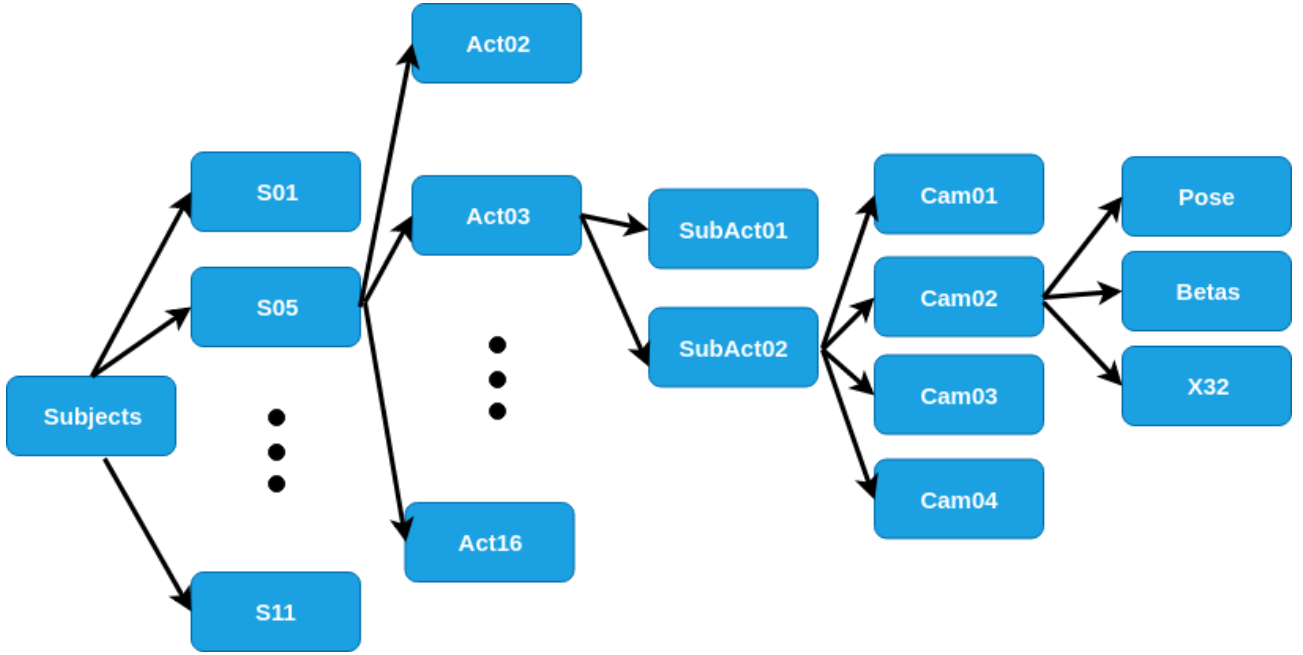 Subjects
S01
S05
S11
Act02
Act03
Act16
SubAct01
SubAct02
Cam01
Cam02
Cam03
Cam04
Pose
Betas
X32